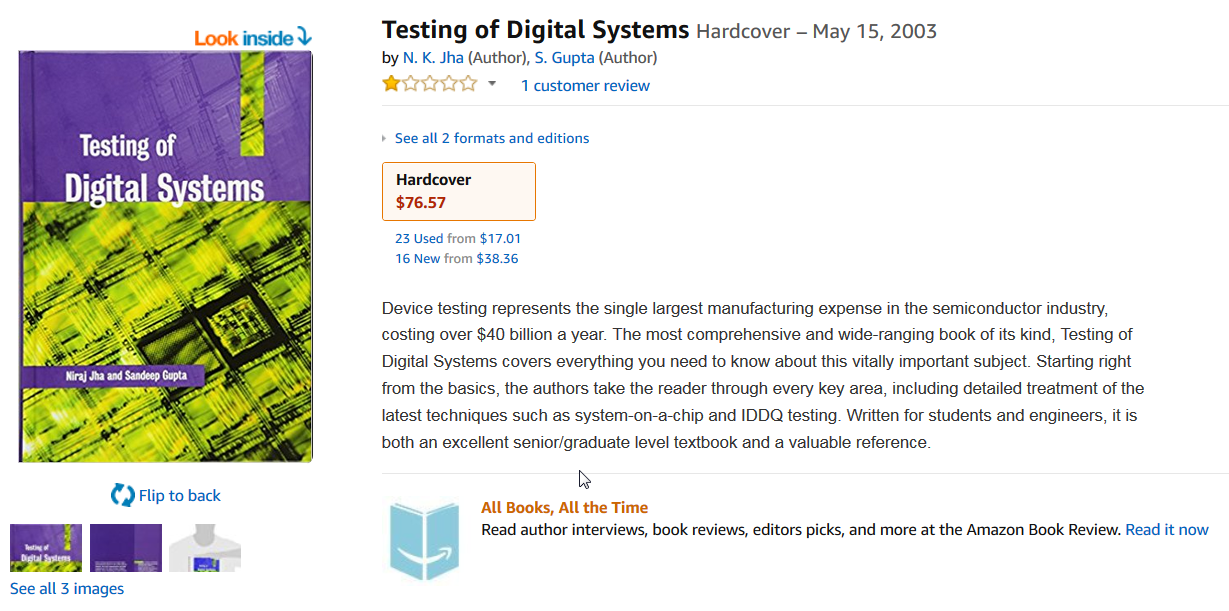 Look inside
Testing of
Digital Systems
Niraj Jha and Sandeep Gupta
Flip to back
Testing of
Digital Systems
See all 3 images
Testing of Digital Systems Hardcover – May 15, 2003
by N. K. Jha (Author), S. Gupta (Author)
1 customer review
See all 2 formats and editions
Hardcover
$76.57
23 Used from $17.01
16 New from $38.36
Device testing represents the single largest manufacturing expense in the semiconductor industry,
costing over $40 billion a year. The most comprehensive and wide-ranging book of its kind, Testing of
Digital Systems covers everything you need to know about this vitally important subject. Starting right
from the basics, the authors take the reader through every key area, including detailed treatment of the
latest techniques such as system-on-a-chip and IDDQ testing. Written for students and engineers, it is
both an excellent senior/graduate level textbook and a valuable reference.
All Books, All the Time
Read author interviews, book reviews, editors picks, and more at the Amazon Book Review. Read it now